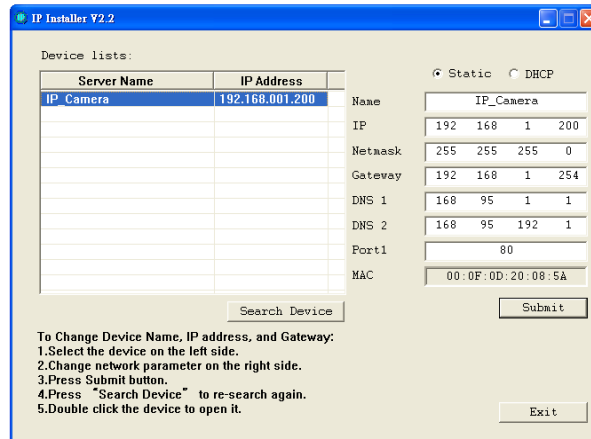 IP Installer V2.2
Device lists:
Server Name IP Address
IP_Camera 192.168.001.200
Static DHCP
Name IP_Camera
IP 192 168 1 200
Netmask 255 255 255 0
Gateway 192 168 1 254
DNS 1 168 95 1 1
DNS 2 168 95 192 1
Port1 80
MAC 00:0F:0D:20:08:5A
Search Device Submit
To Change Device Name, IP address, and Gateway:
1.Select the device on the left side.
2.Change network parameter on the right side.
3.Press Submit button.
4.Press “Search Device” to re-search again.
5.Double click the device to open it.
Exit